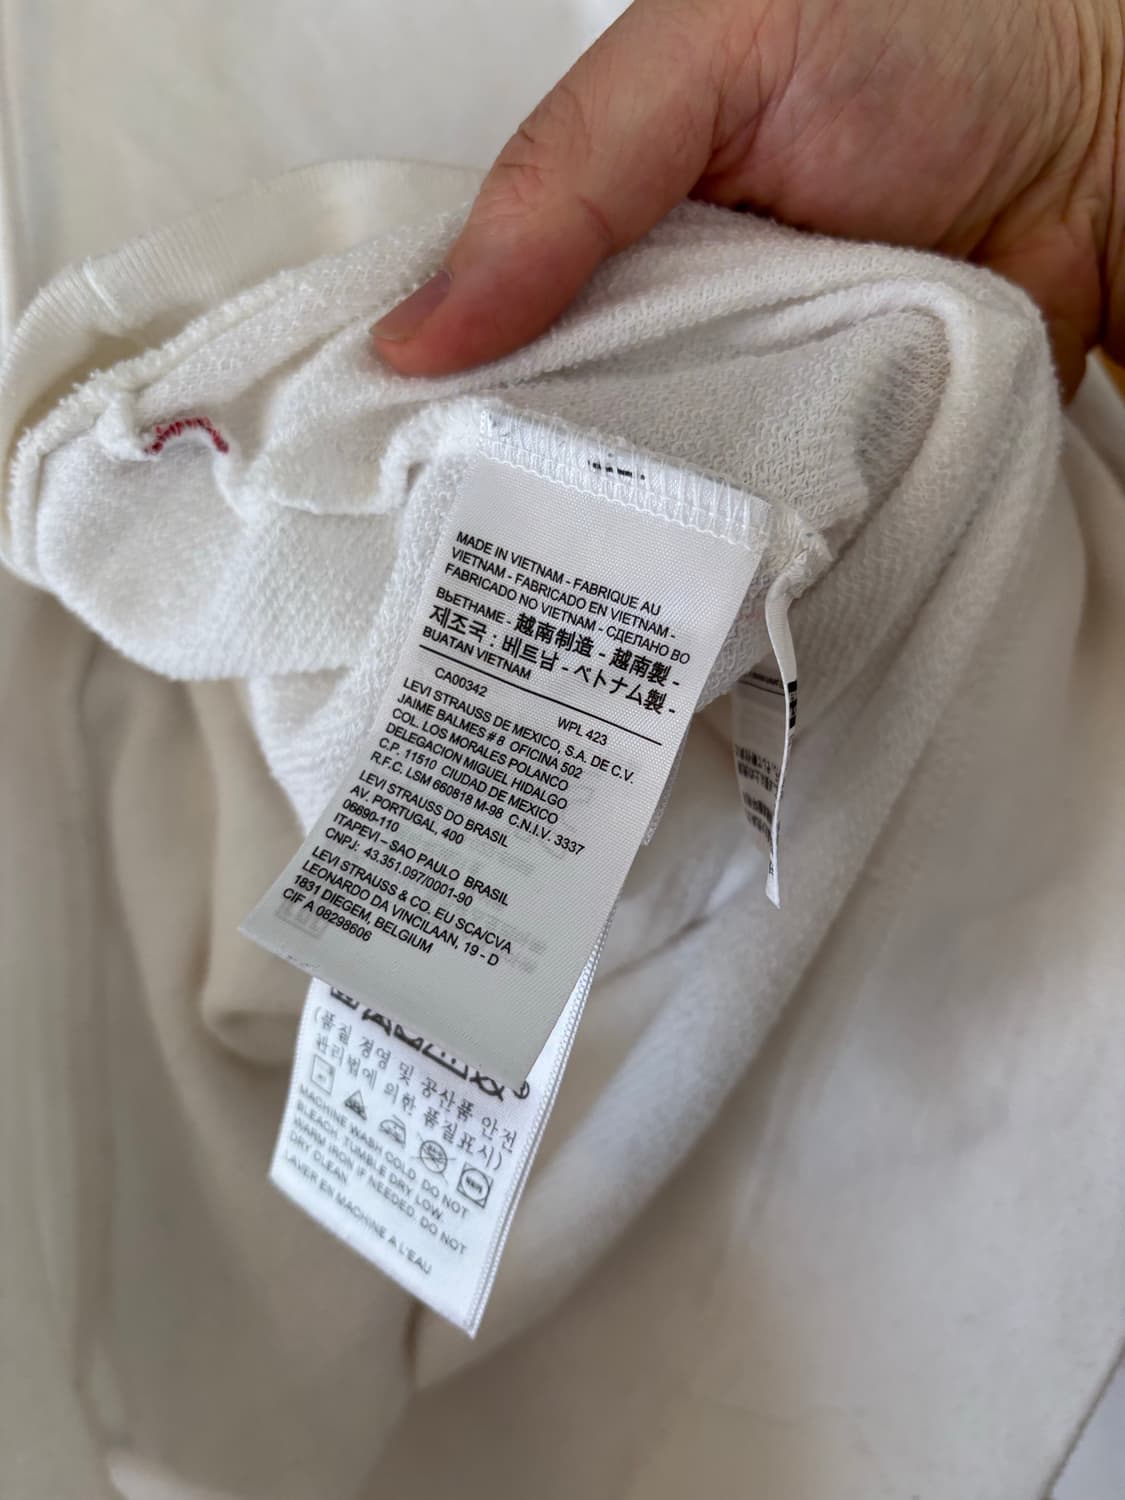 MADE IN VIETNAM - FABRIQUE AU
VIETNAM - FABRICADO EN VIETNAM -
FABRICADO NO VIETNAM - СДЕЛАНО ВО
ВЬЕТНАМЕ - 越南制造 - 越南製 -
제조국 : 베트남 - ベトナム製 -
BUATAN VIETNAM
CA00342 WPL 423
LEVI STRAUSS DE MEXICO, S.A. DE C.V.
JAIME BALMES # 8 OFICINA 502
COL. LOS MORALES POLANCO
DELEGACION MIGUEL HIDALGO
C.P. 11510 CIUDAD DE MEXICO
R.F.C. LSM 660818 M-98 C.N.I.V. 3337
LEVI STRAUSS DO BRASIL
AV. PORTUGAL, 400
06690-110
ITAPEVI – SAO PAULO BRASIL
CNPJ: 43.351.097/0001-90
LEVI STRAUSS & CO. EU SCA/CVA
LEONARDO DA VINCILAAN, 19 - D
1831 DIEGEM, BELGIUM
CIF A 08298606
(품질 경영 및 공산품 안전
관리법에 의한 품질표시)
MACHINE WASH COLD. DO NOT
BLEACH. TUMBLE DRY LOW.
WARM IRON IF NEEDED. DO NOT
DRY CLEAN.
LAVER EN MACHINE A L'EAU